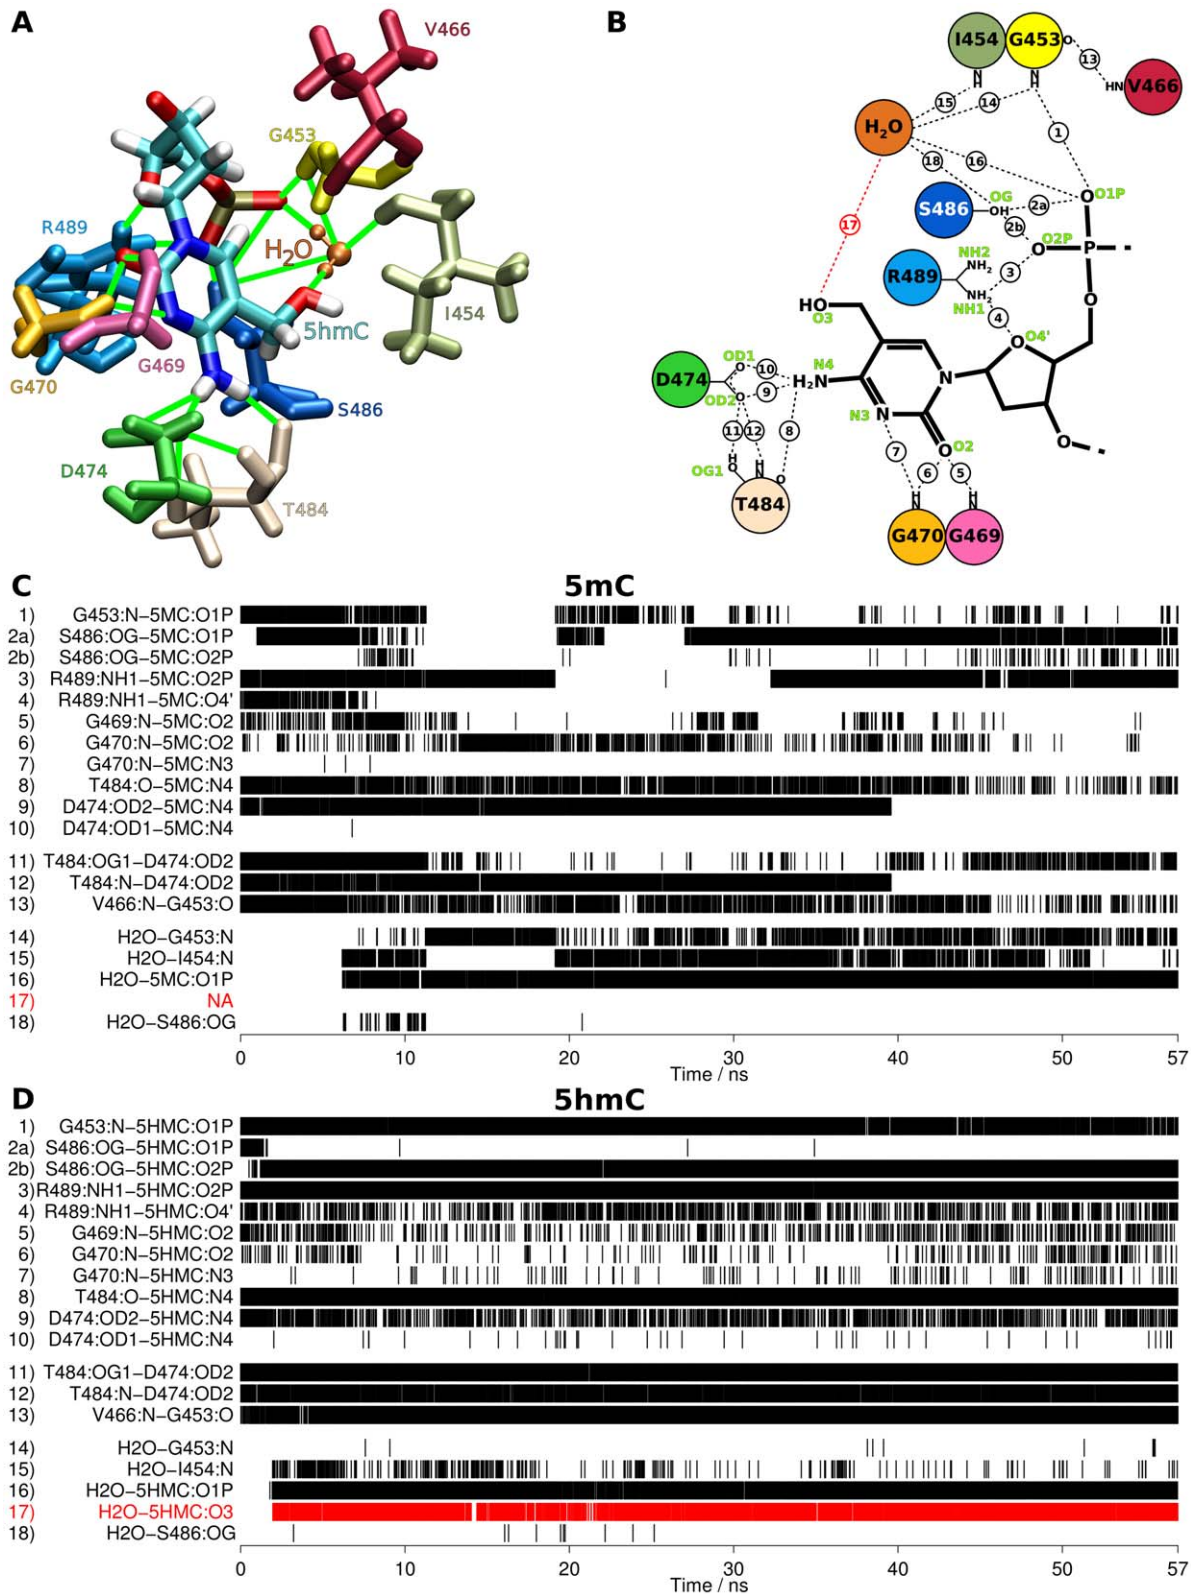 A
V466
G453
R489
H₂O
I454
5hmC
G469
G470
S486
D474
T484
B
I454
G453
O
N
H
N
H
13
HN
V466
15
14
H₂O
1
18
16
S486
OG
OH
2a
O1P
O
2b
O2P
O
P
17
R489
NH2
NH₂
3
NH₂
NH1
O
4
HO
O3
O
O4'
D474
OD1
O
10
N4
H₂N
O
9
OD2
N
N
N3
11
12
8
7
O
O2
O
6
5
H
O
OG1
H
N
O
T484
H
N
H
N
G470
G469
C
5mC
1) G453:N−5MC:O1P
2a) S486:OG−5MC:O1P
2b) S486:OG−5MC:O2P
3) R489:NH1−5MC:O2P
4) R489:NH1−5MC:O4'
5) G469:N−5MC:O2
6) G470:N−5MC:O2
7) G470:N−5MC:N3
8) T484:O−5MC:N4
9) D474:OD2−5MC:N4
10) D474:OD1−5MC:N4
11) T484:OG1−D474:OD2
12) T484:N−D474:OD2
13) V466:N−G453:O
14) H2O−G453:N
15) H2O−I454:N
16) H2O−5MC:O1P
17) NA
18) H2O−S486:OG
0 10 20 30 40 50 57
Time / ns
D
5hmC
1) G453:N−5HMC:O1P
2a) S486:OG−5HMC:O1P
2b) S486:OG−5HMC:O2P
3) R489:NH1−5HMC:O2P
4) R489:NH1−5HMC:O4'
5) G469:N−5HMC:O2
6) G470:N−5HMC:O2
7) G470:N−5HMC:N3
8) T484:O−5HMC:N4
9) D474:OD2−5HMC:N4
10) D474:OD1−5HMC:N4
11) T484:OG1−D474:OD2
12) T484:N−D474:OD2
13) V466:N−G453:O
14) H2O−G453:N
15) H2O−I454:N
16) H2O−5HMC:O1P
17) H2O−5HMC:O3
18) H2O−S486:OG
0 10 20 30 40 50 57
Time / ns